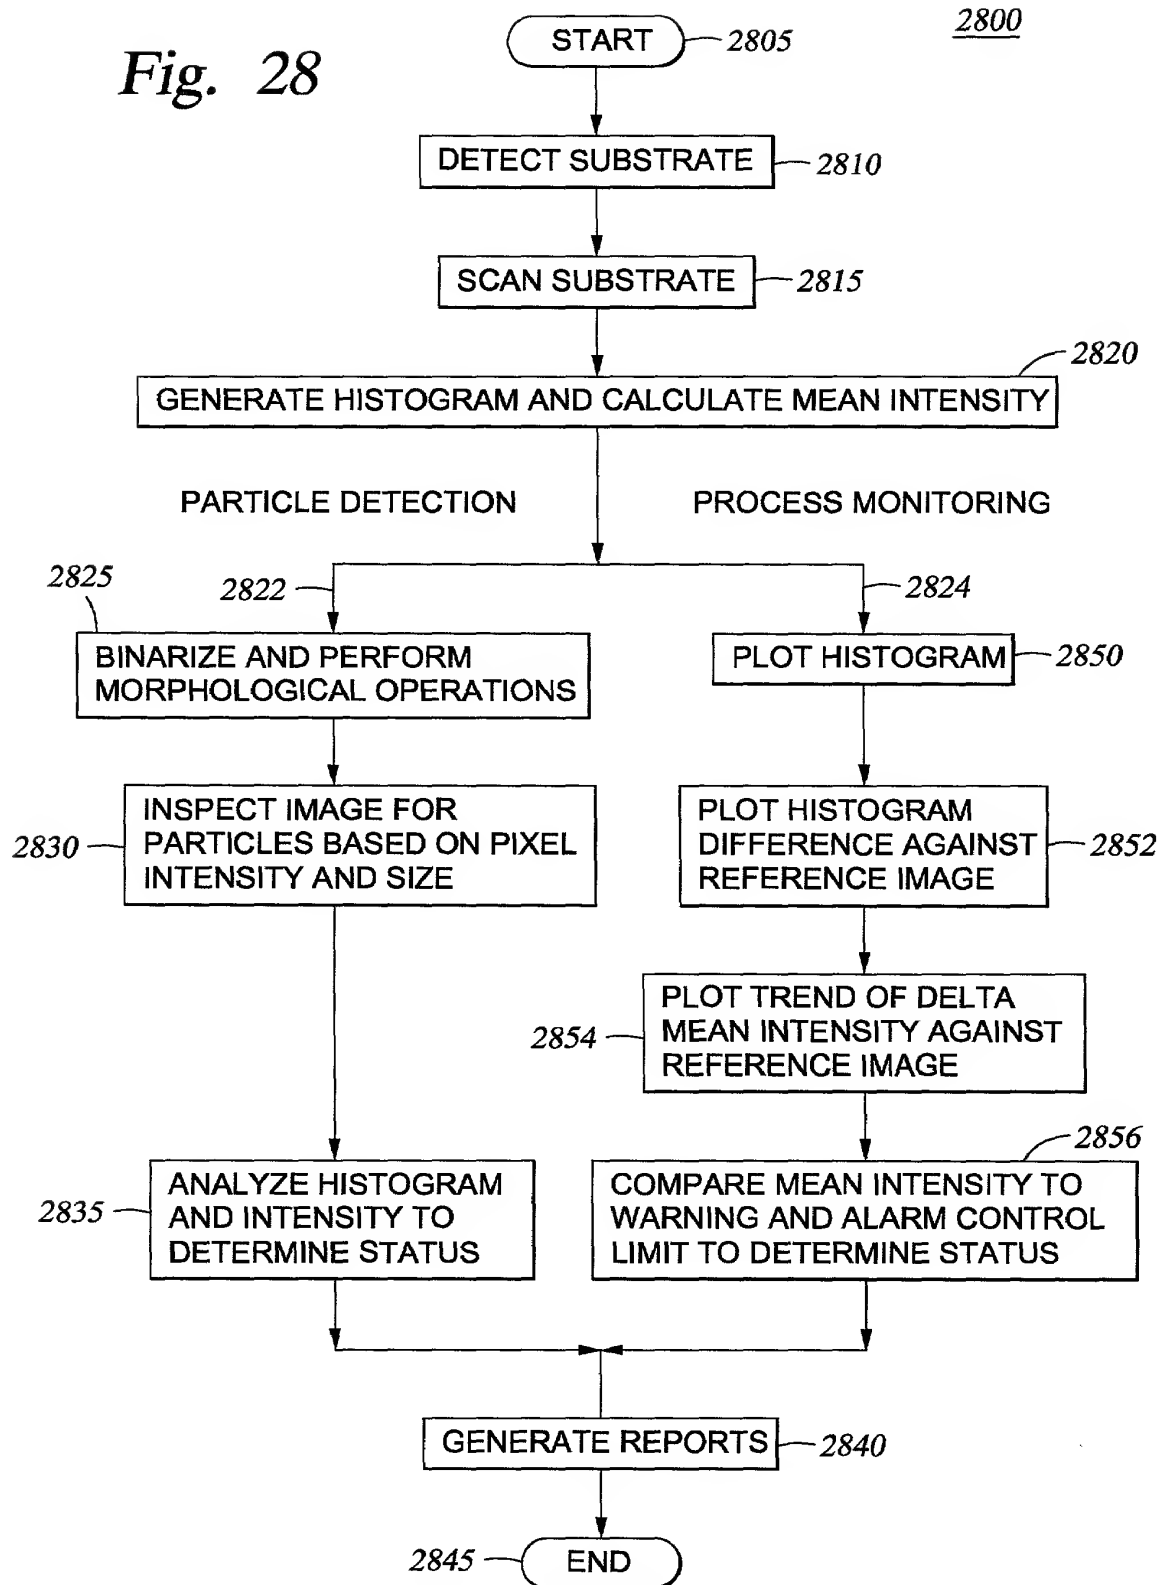 Fig. 28
2800
START
2805
DETECT SUBSTRATE
2810
SCAN SUBSTRATE
2815
2820
GENERATE HISTOGRAM AND CALCULATE MEAN INTENSITY
PARTICLE DETECTION
PROCESS MONITORING
2825
2822
2824
BINARIZE AND PERFORM
MORPHOLOGICAL OPERATIONS
PLOT HISTOGRAM
2850
2830
INSPECT IMAGE FOR
PARTICLES BASED ON PIXEL
INTENSITY AND SIZE
PLOT HISTOGRAM
DIFFERENCE AGAINST
REFERENCE IMAGE
2852
2854
PLOT TREND OF DELTA
MEAN INTENSITY AGAINST
REFERENCE IMAGE
2835
ANALYZE HISTOGRAM
AND INTENSITY TO
DETERMINE STATUS
2856
COMPARE MEAN INTENSITY TO
WARNING AND ALARM CONTROL
LIMIT TO DETERMINE STATUS
GENERATE REPORTS
2840
2845
END